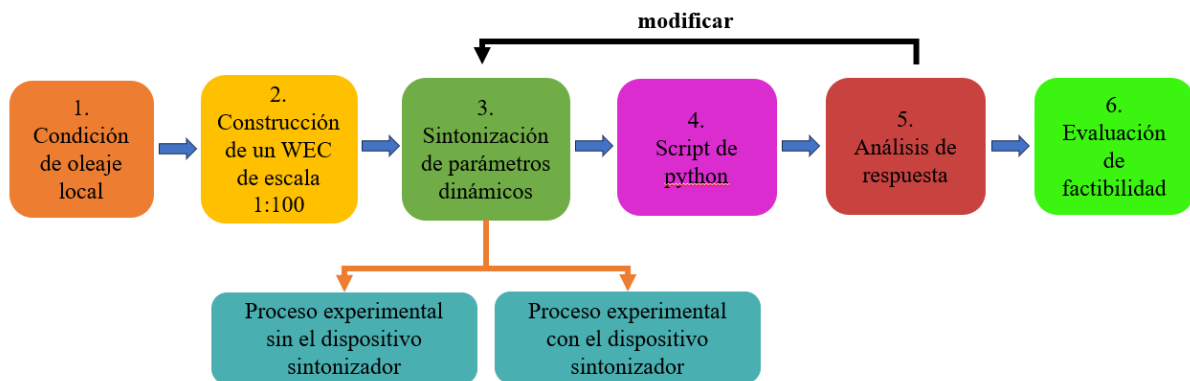 modificar
1.
Condición
de oleaje
local
2.
Construcción
de un WEC
de escala
1:100
3.
Sintonización
de parámetros
dinámicos
4.
Script de
python
5.
Análisis de
respuesta
6.
Evaluación
de
factibilidad
Proceso experimental
sin el dispositivo
sintonizador
Proceso experimental
con el dispositivo
sintonizador